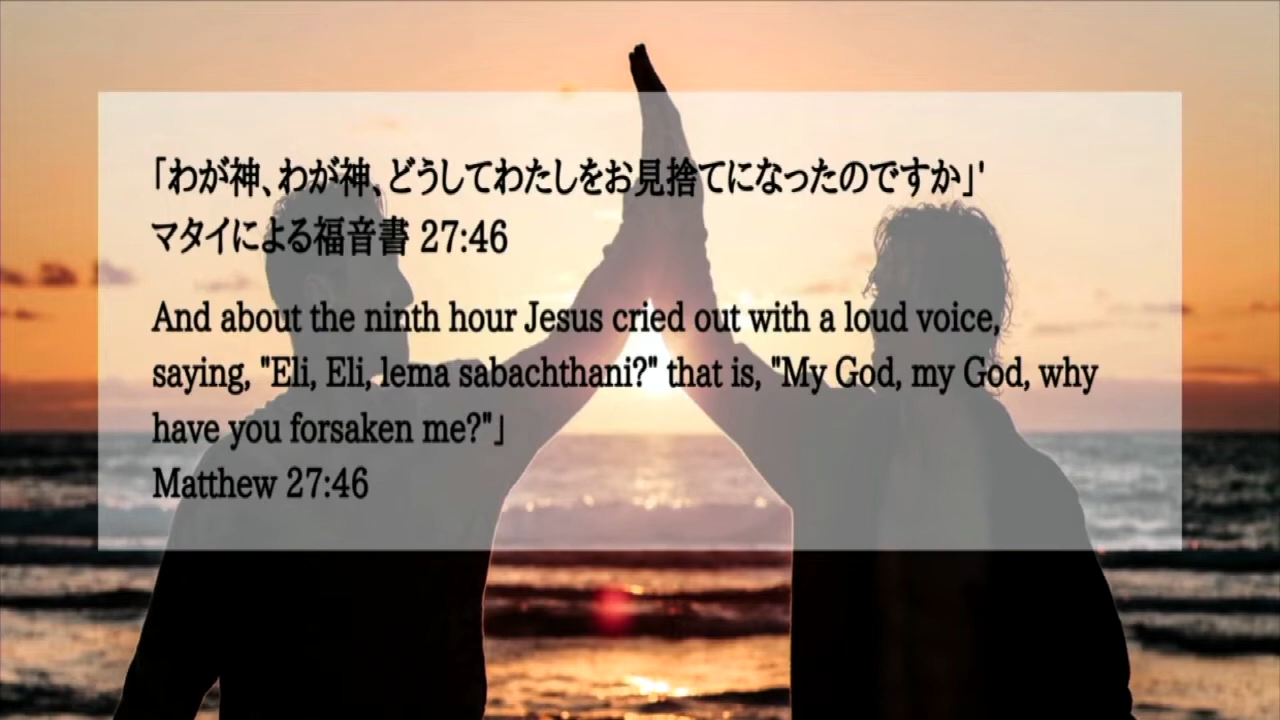 「わが神、わが神、どうしてわたしをお見捨てになったのですか」'
マタイによる福音書 27:46
And about the ninth hour Jesus cried out with a loud voice,
saying, "Eli, Eli, lema sabachthani?" that is, "My God, my God, why
have you forsaken me?"」
Matthew 27:46